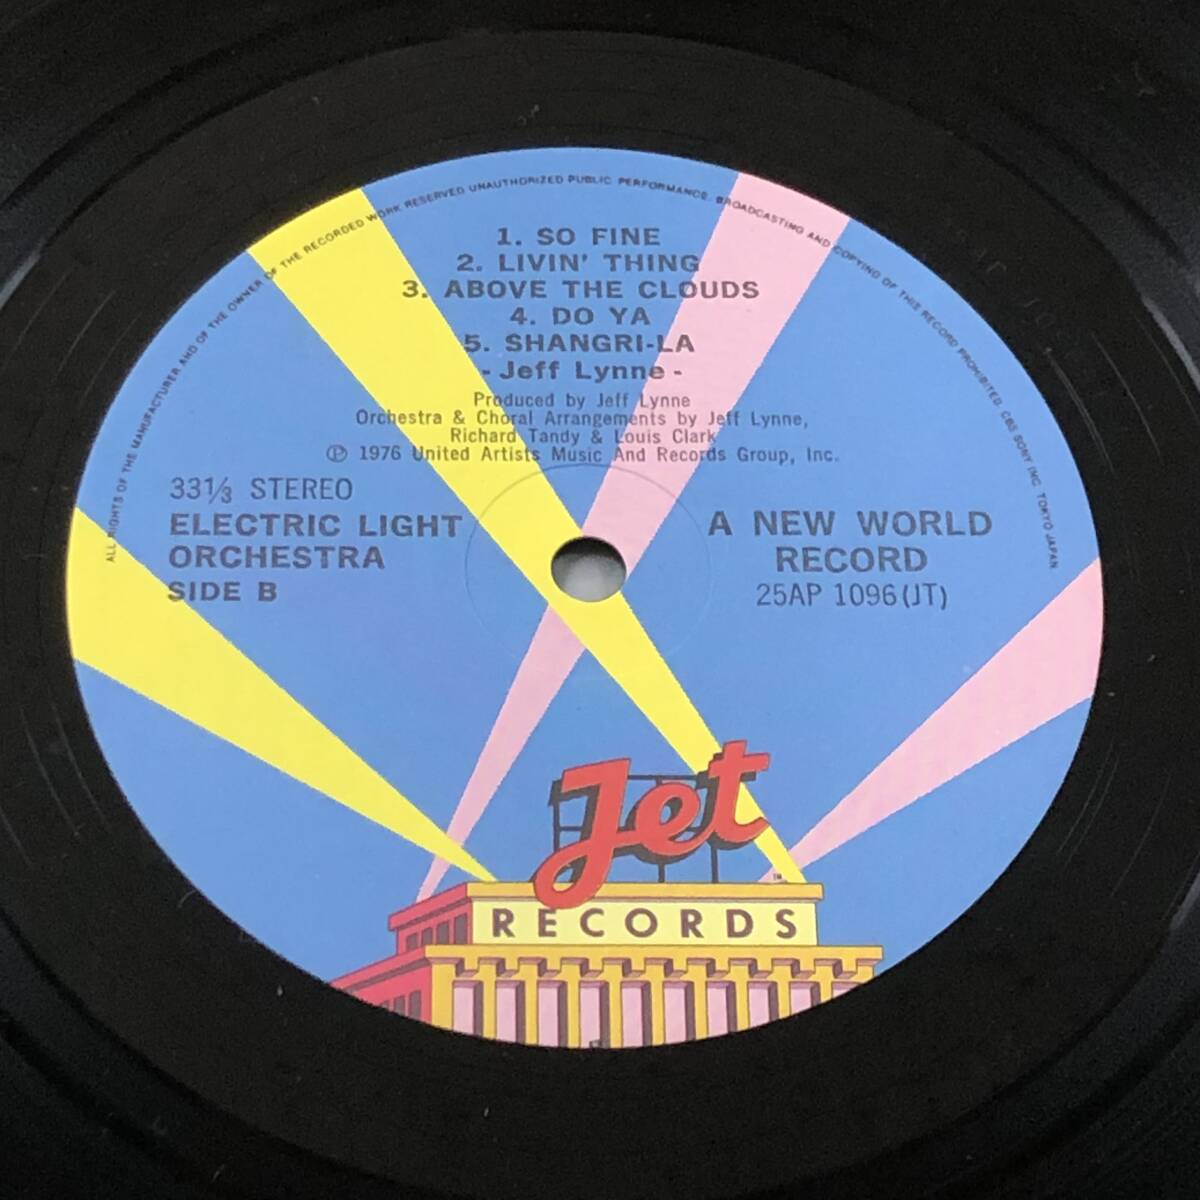 ALL RIGHTS OF THE MANUFACTURER AND OF THE OWNER OF THE RECORDED WORK RESERVED UNAUTHORIZED PUBLIC PERFORMANCE, BROADCASTING AND COPYING OF THIS RECORD PROHIBITED. CBS SONY INC. TOKYO JAPAN
1. SO FINE
2. LIVIN' THING
3. ABOVE THE CLOUDS
4. DO YA
5. SHANGRI-LA
- Jeff Lynne -
Produced by Jeff Lynne
Orchestra & Choral Arrangements by Jeff Lynne,
Richard Tandy & Louis Clark
Ⓟ 1976 United Artists Music And Records Group, Inc.
33⅓ STEREO
ELECTRIC LIGHT
ORCHESTRA
SIDE B
A NEW WORLD
RECORD
25AP 1096(JT)
Jet
TM
RECORDS